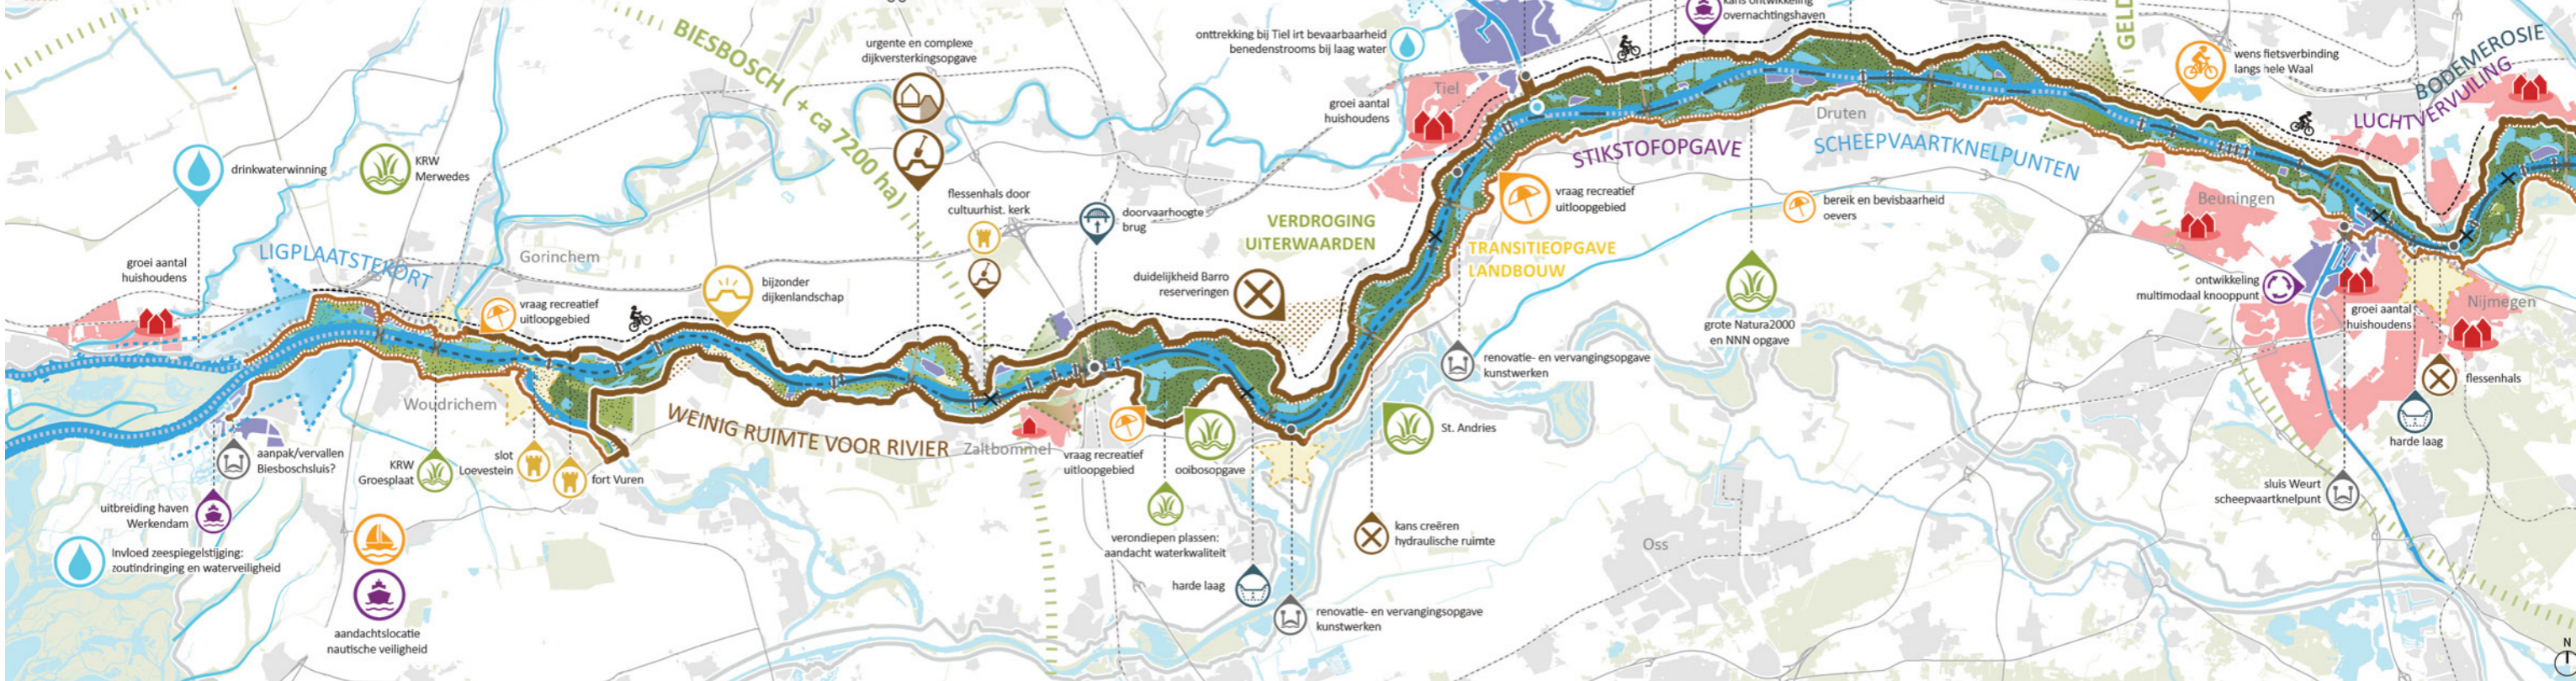 BIESBOSCH ( + ca 7200 ha)
urgente en complexe
dijkversterkingsopgave
onttrekking bij Tiel irt bevaarbaarheid
benedenstrooms bij laag water
kans ontwikkeling
overnachtingshaven
GELD
wens fietsverbinding
langs hele Waal
BODEMEROSIE
LUCHTVERVUILING
drinkwaterwinning
KRW
Merwedes
groei aantal
huishoudens
Tiel
Druten
STIKSTOFOPGAVE
SCHEEPVAARTKNELPUNTEN
flessenhals door
cultuurhist. kerk
doorvaarhoogte
brug
VERDROGING
UITERWAARDEN
vraag recreatief
uitloopgebied
bereik en bevisbaarheid
oevers
Beuningen
LIGPLAATSTEKORT
Gorinchem
groei aantal
huishoudens
TRANSITIEOPGAVE
LANDBOUW
bijzonder
dijkenlandschap
duidelijkheid Barro
reserveringen
ontwikkeling
multimodaal knooppunt
Nijmegen
vraag recreatief
uitloopgebied
grote Natura2000
en NNN opgave
groei aantal
huishoudens
renovatie- en vervangingsopgave
kunstwerken
flessenhals
Woudrichem
WEINIG RUIMTE VOOR RIVIER
Zaltbommel
St. Andries
harde laag
aanpak/vervallen
Biesboschsluis?
KRW
Groesplaat
slot
Loevestein
fort Vuren
vraag recreatief
uitloopgebied
ooibosopgave
sluis Weurt
scheepvaartknelpunt
uitbreiding haven
Werkendam
verondiepen plassen:
aandacht waterkwaliteit
kans creëren
hydraulische ruimte
Oss
Invloed zeespiegelstijging:
zoutindringing en waterveiligheid
harde laag
renovatie- en vervangingsopgave
kunstwerken
aandachtslocatie
nautische veiligheid
N